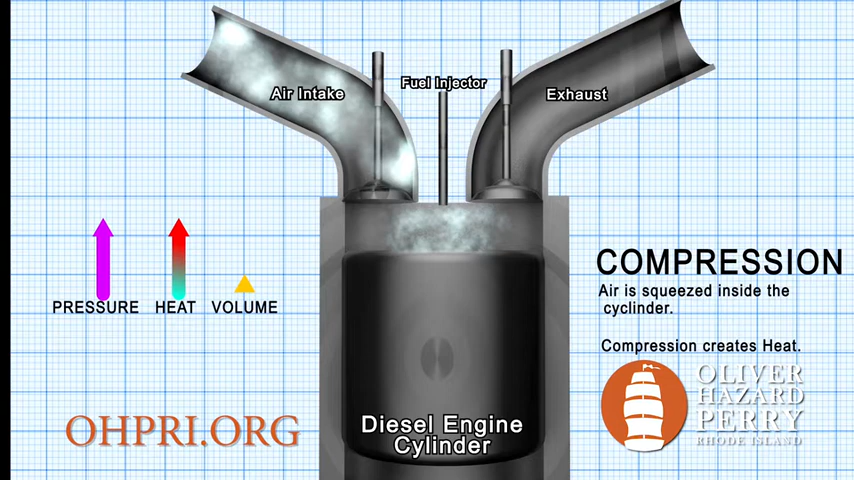 Air Intake
Fuel Injector
Exhaust
PRESSURE HEAT VOLUME
COMPRESSION
Air is squeezed inside the
cyclinder.
Compression creates Heat.
OHPRI.ORG
Diesel Engine
Cylinder
OLIVER
HAZARD
PERRY
RHODE ISLAND